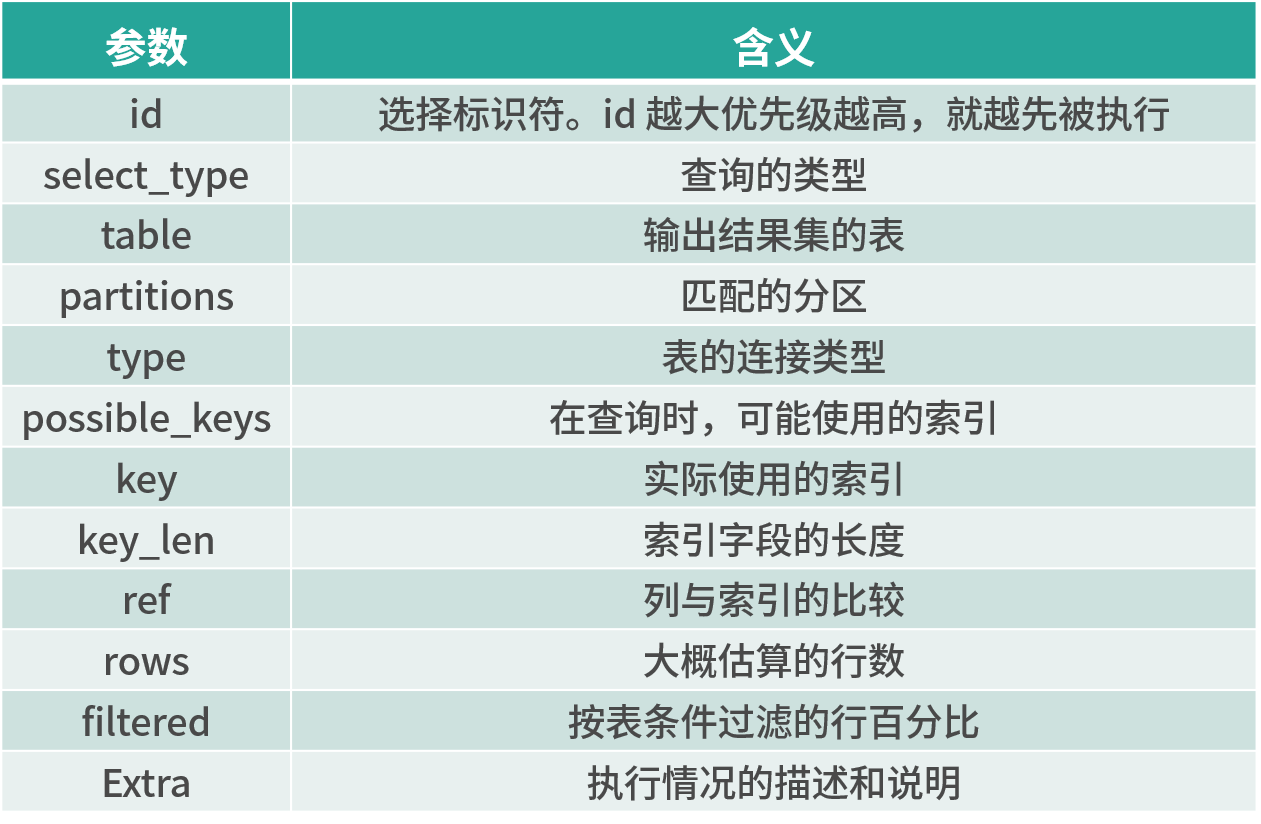 参数 含义
id 选择标识符。id 越大优先级越高，就越先被执行
select_type 查询的类型
table 输出结果集的表
partitions 匹配的分区
type 表的连接类型
possible_keys 在查询时，可能使用的索引
key 实际使用的索引
key_len 索引字段的长度
ref 列与索引的比较
rows 大概估算的行数
filtered 按表条件过滤的行百分比
Extra 执行情况的描述和说明